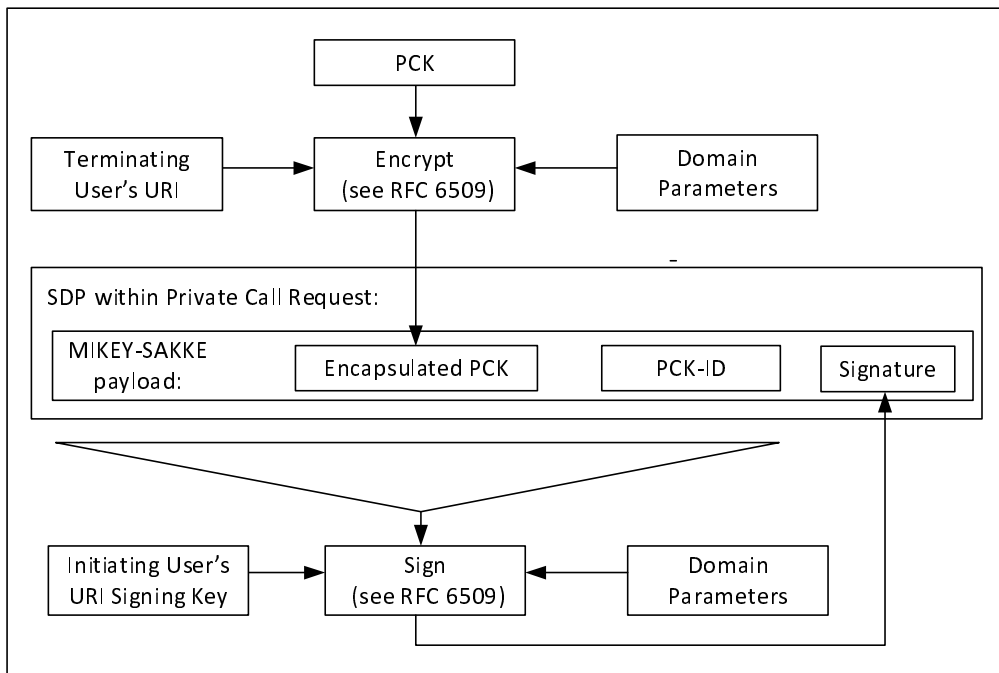 PCK
Terminating
User's URI
Encrypt
(see RFC 6509)
Domain
Parameters
SDP within Private Call Request:
MIKEY-SAKKE
payload:
Encapsulated PCK
PCK-ID
Signature
Initiating User's
URI Signing Key
Sign
(see RFC 6509)
Domain
Parameters